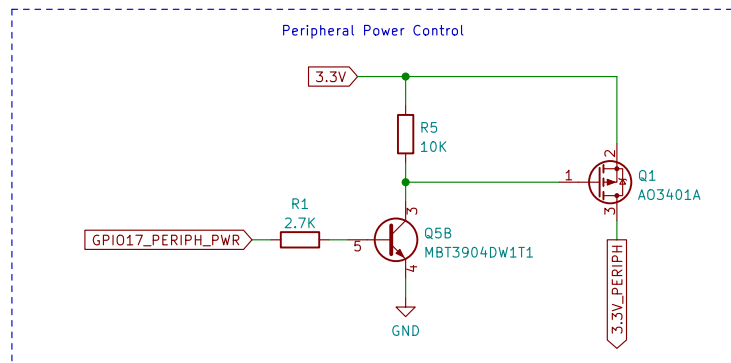 Peripheral Power Control
3.3V
R5
10K
2
1
Q1
AO3401A
3
R1
2.7K
3
GPIO17_PERIPH_PWR
5
Q5B
MBT3904DW1T1
4
3.3V_PERIPH
GND